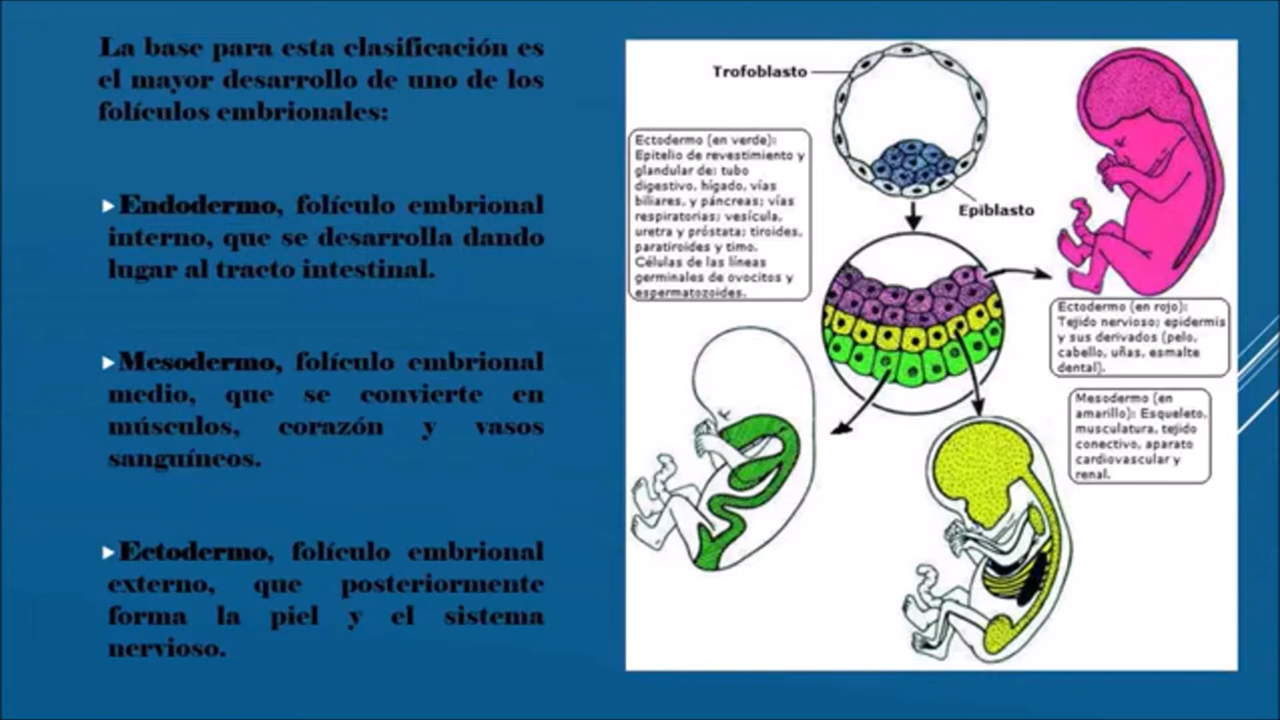 La base para esta clasificación es
el mayor desarrollo de uno de los
folículos embrionales:
Endodermo, folículo embrional
interno, que se desarrolla dando
lugar al tracto intestinal.
Mesodermo, folículo embrional
medio, que se convierte en
músculos, corazón y vasos
sanguíneos.
Ectodermo, folículo embrional
externo, que posteriormente
forma la piel y el sistema
nervioso.
Trofoblasto
Ectodermo (en verde):
Epitelio de revestimiento y
glandular de: tubo
digestivo, hígado, vías
biliares, y páncreas; vías
respiratorias; vesícula,
uretra y próstata; tiroides,
paratiroides y timo.
Células de las líneas
germinales de ovocitos y
espermatozoides.
Epiblasto
Ectodermo (en rojo):
Tejido nervioso; epidermis
y sus derivados (pelo,
cabello, uñas, esmalte
dental).
Mesodermo (en
amarillo): Esqueleto,
musculatura, tejido
conectivo, aparato
cardiovascular y
renal.